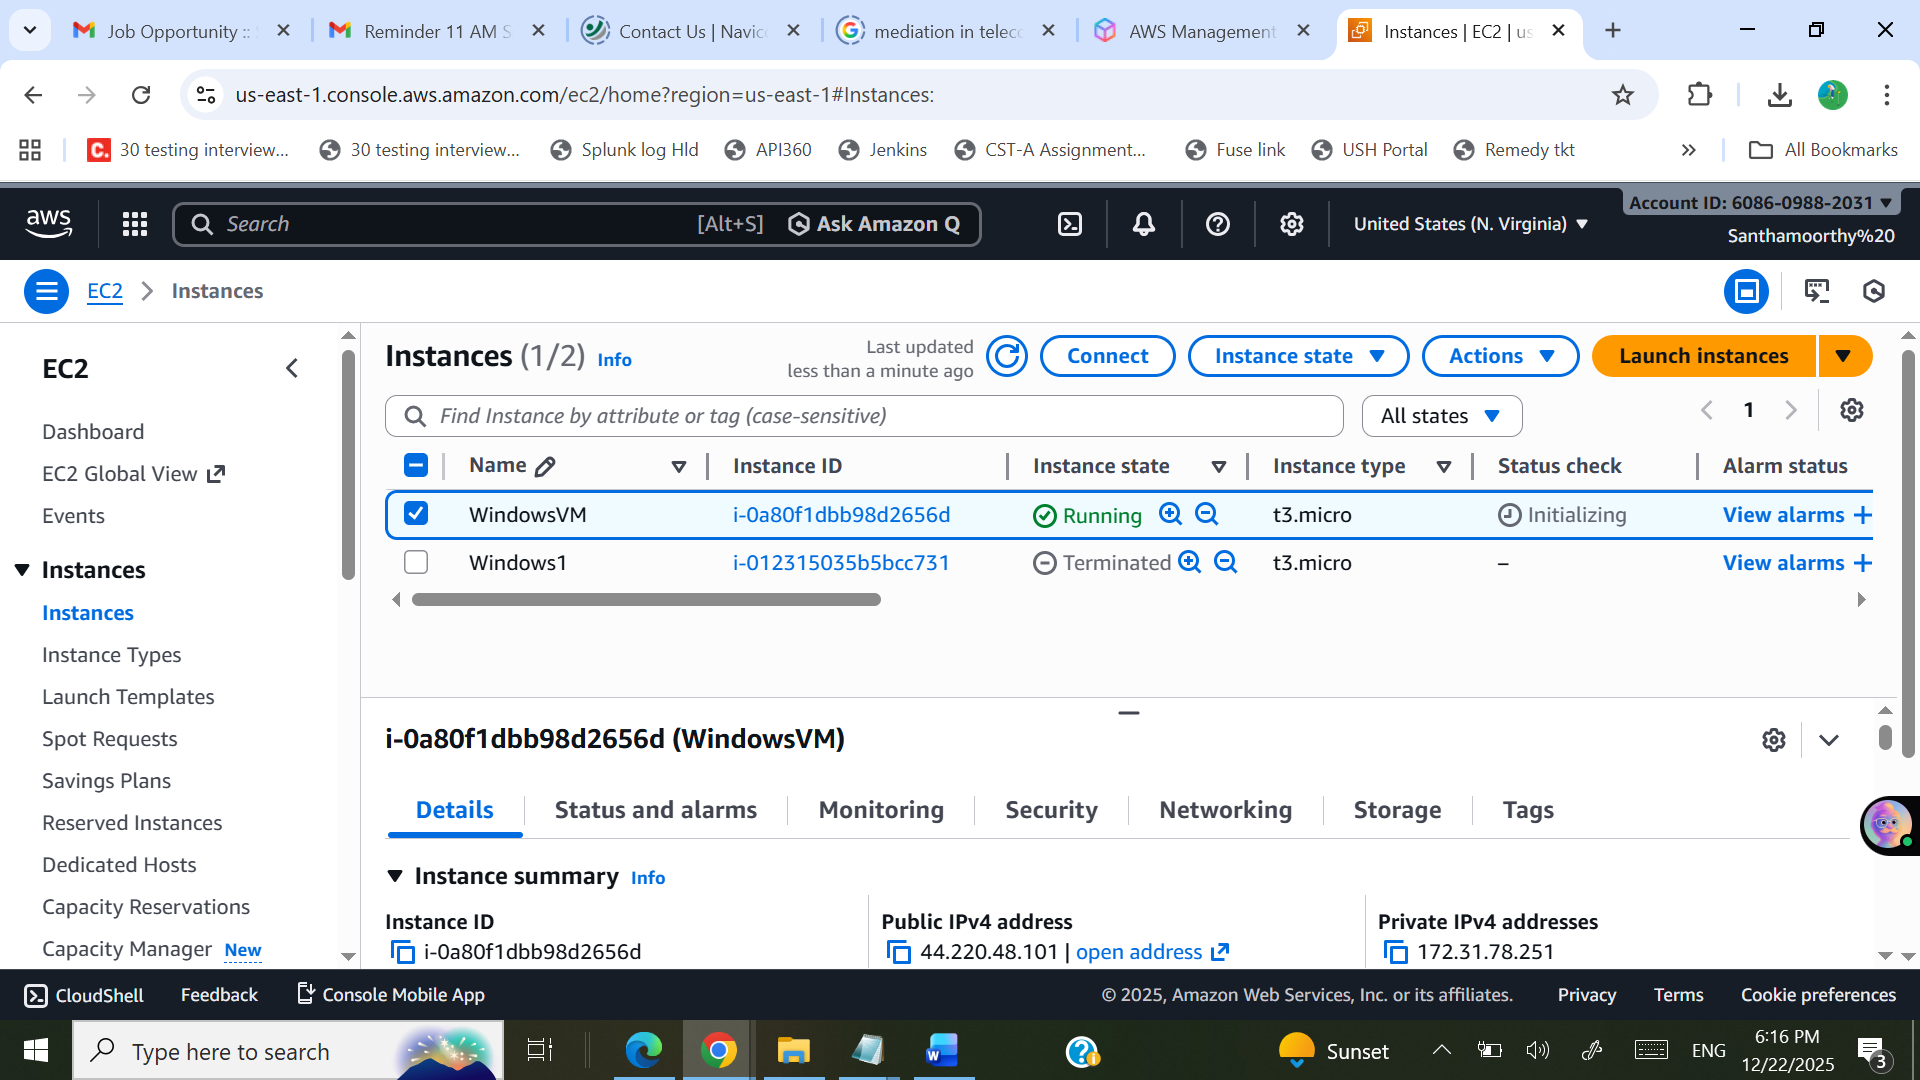 Job Opportunity ::
Reminder 11 AM S
Contact Us | Navic
mediation in telecc
AWS Management
Instances | EC2 | us
us-east-1.console.aws.amazon.com/ec2/home?region=us-east-1#Instances:
30 testing interview...
30 testing interview...
Splunk log Hld
API360
Jenkins
CST-A Assignment...
Fuse link
USH Portal
Remedy tkt
All Bookmarks
aws
Search
[Alt+S]
Ask Amazon Q
United States (N. Virginia)
Account ID: 6086-0988-2031
Santhamoorthy%20
EC2
Instances
EC2
Dashboard
EC2 Global View
Events
Instances
Instances
Instance Types
Launch Templates
Spot Requests
Savings Plans
Reserved Instances
Dedicated Hosts
Capacity Reservations
Capacity Manager New
Instances (1/2) Info
Last updated
less than a minute ago
Connect
Instance state
Actions
Launch instances
Find Instance by attribute or tag (case-sensitive)
All states
1
Name Instance ID Instance state Instance type Status check Alarm status
WindowsVM i-0a80f1dbb98d2656d Running t3.micro Initializing View alarms +
Windows1 i-012315035b5bcc731 Terminated t3.micro – View alarms +
i-0a80f1dbb98d2656d (WindowsVM)
Details
Status and alarms
Monitoring
Security
Networking
Storage
Tags
Instance summary Info
Instance ID
i-0a80f1dbb98d2656d
Public IPv4 address
44.220.48.101 | open address
Private IPv4 addresses
172.31.78.251
CloudShell
Feedback
Console Mobile App
© 2025, Amazon Web Services, Inc. or its affiliates.
Privacy
Terms
Cookie preferences
Type here to search
Sunset
ENG
6:16 PM
12/22/2025
3